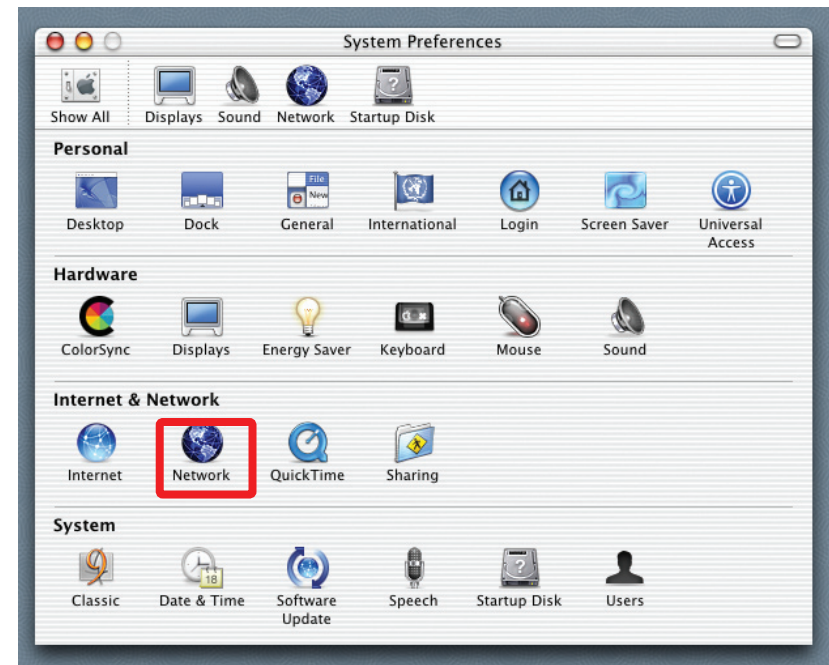 System Preferences
Show All Displays Sound Network Startup Disk
Personal
File
New
Desktop Dock General International Login Screen Saver Universal
Access
Hardware
ColorSync Displays Energy Saver Keyboard Mouse Sound
Internet & Network
Internet Network QuickTime Sharing
System
18
Classic Date & Time Software Speech Startup Disk Users
Update